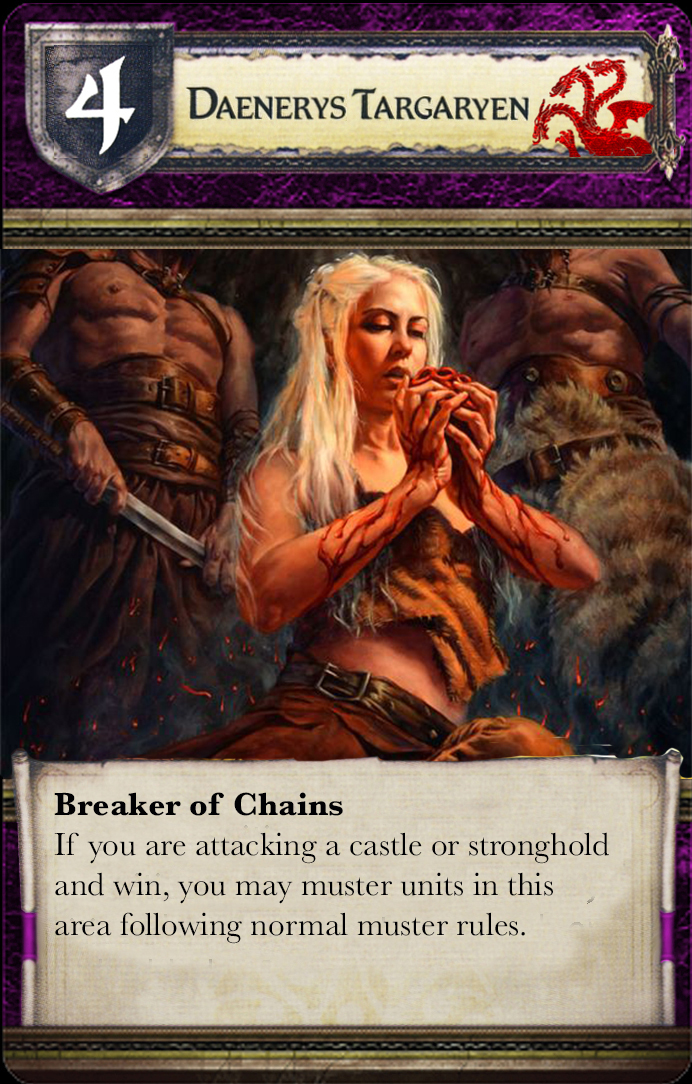 4
Daenerys Targaryen
Breaker of Chains
If you are attacking a castle or stronghold
and win, you may muster units in this
area following normal muster rules.